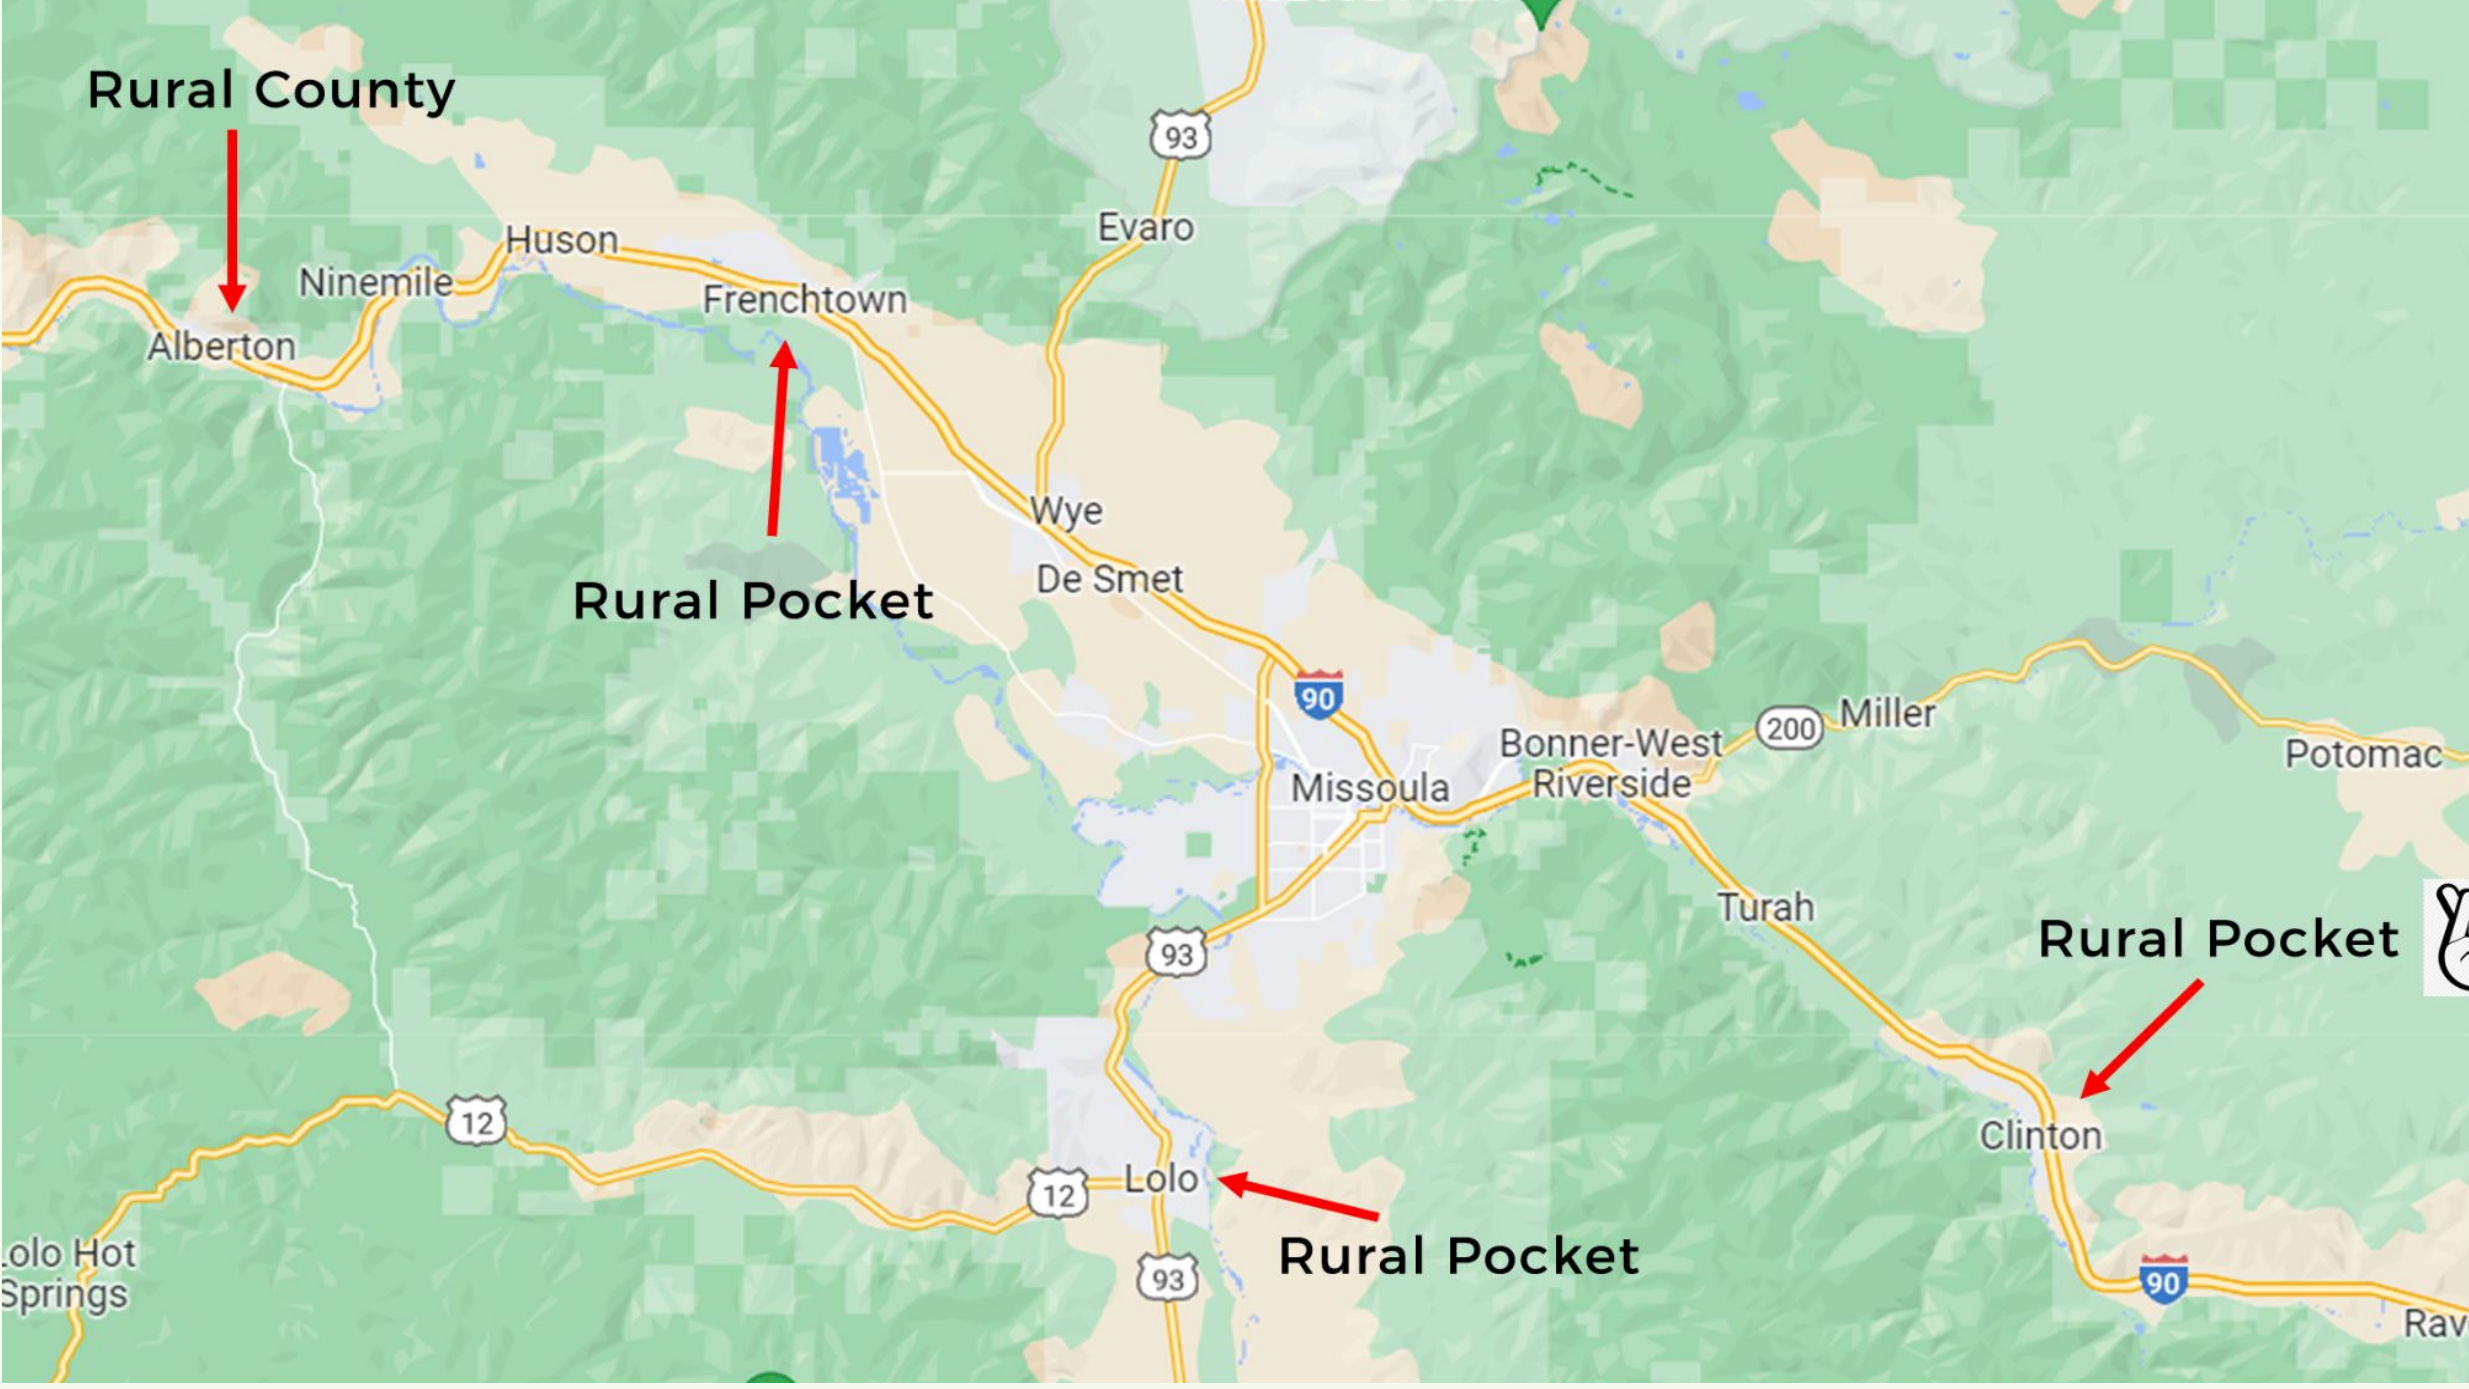 Rural County
93
Evaro
Huson
Ninemile
Frenchtown
Alberton
Wye
De Smet
Rural Pocket
90
200
Miller
Bonner-West
Riverside
Potomac
Missoula
Turah
Rural Pocket
93
12
Clinton
12
Lolo
Rural Pocket
Lolo Hot
Springs
93
90
Rav